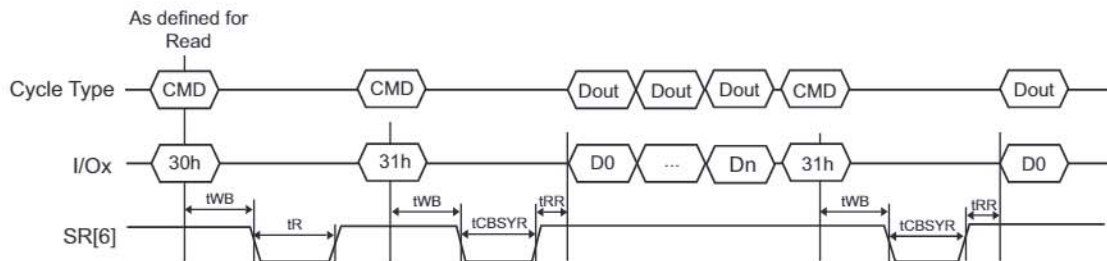 As defined for
Read
Cycle Type CMD CMD Dout Dout Dout CMD Dout
I/Ox 30h 31h D0 ... Dn 31h D0
tWB tR tWB tCBSYR tRR tWB tCBSYR tRR
SR[6]